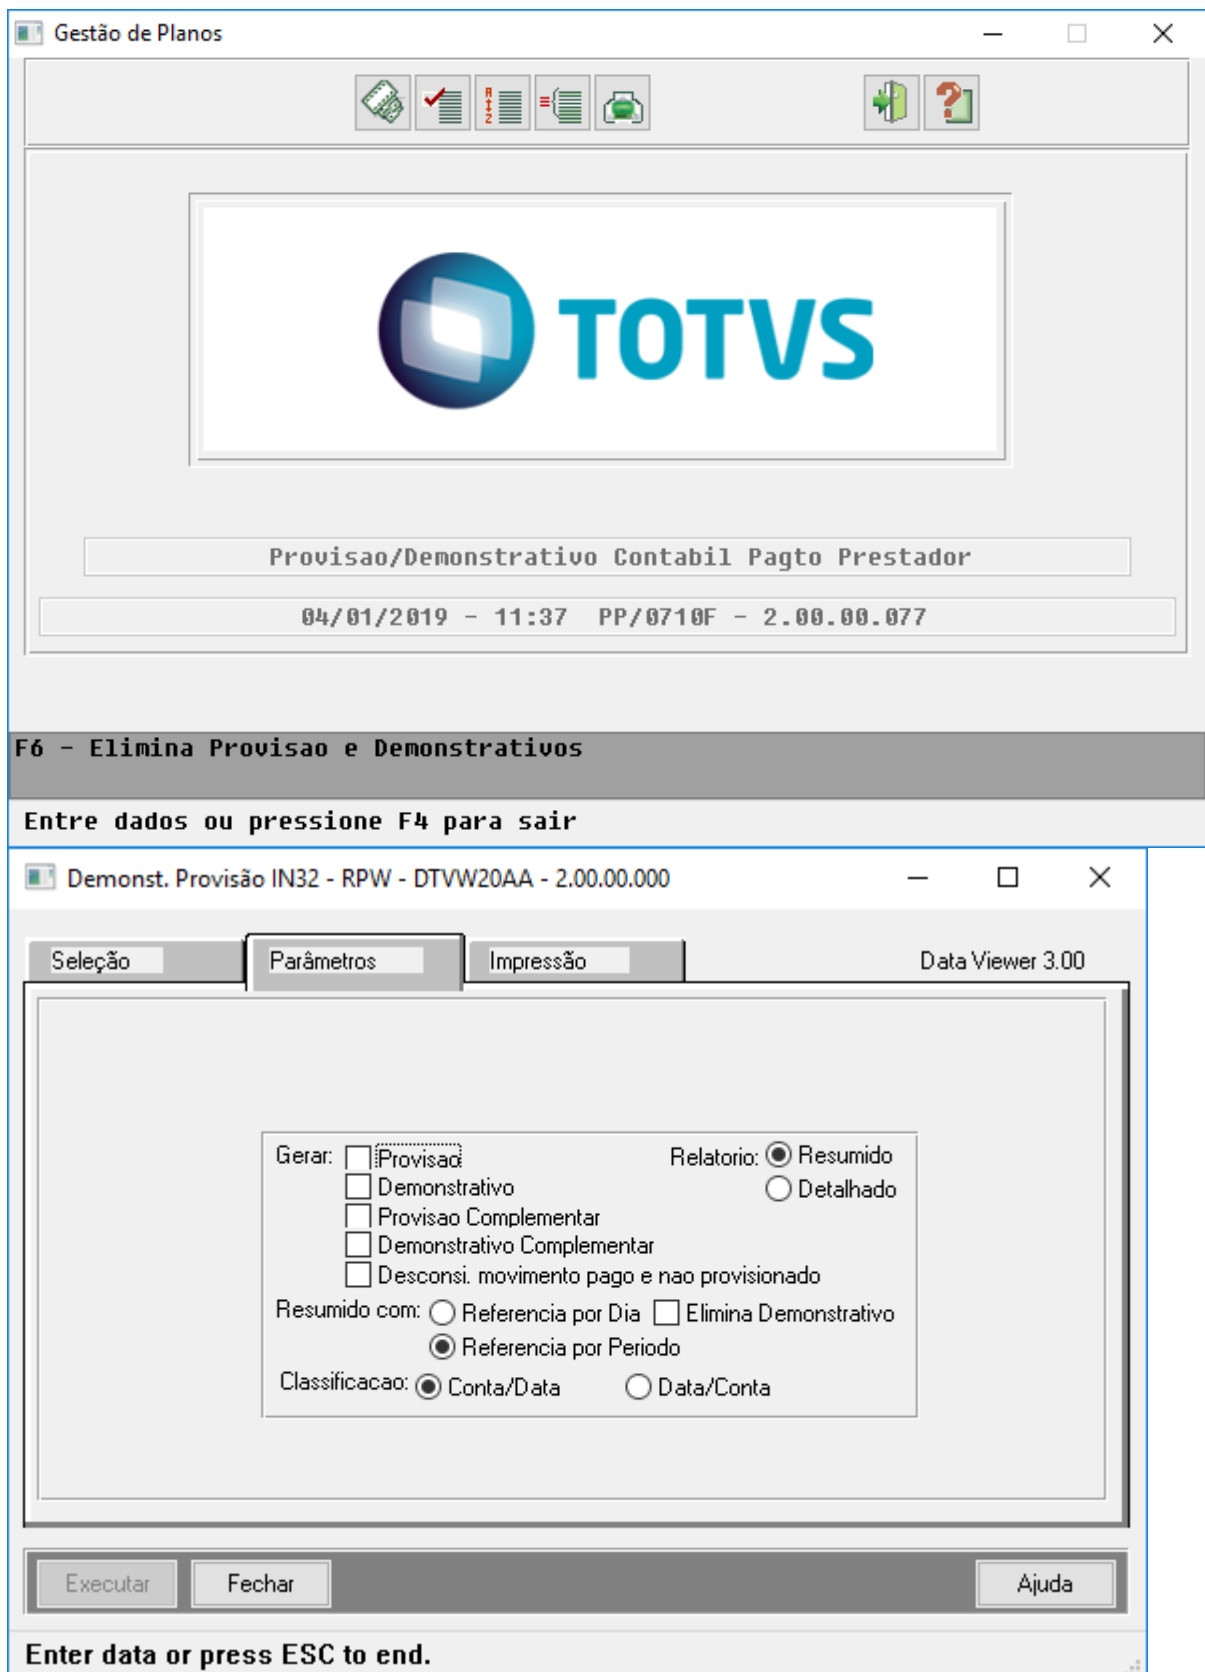 Gestão de Planos
TOTVS
Provisao/Demonstrativo Contabil Pagto Prestador
04/01/2019 - 11:37 PP/0710F - 2.00.00.077
F6 - Elimina Provisao e Demonstrativos
Entre dados ou pressione F4 para sair
Demonst. Provisão IN32 - RPW - DTVW20AA - 2.00.00.000
Seleção Parâmetros Impressão Data Viewer 3.00
Gerar: Provisao Relatorio: Resumido
Demonstrativo Detalhado
Provisao Complementar
Demonstrativo Complementar
Desconsi. movimento pago e nao provisionado
Resumido com: Referencia por Dia Elimina Demonstrativo
Referencia por Periodo
Classificacao: Conta/Data Data/Conta
Executar Fechar Ajuda
Enter data or press ESC to end.